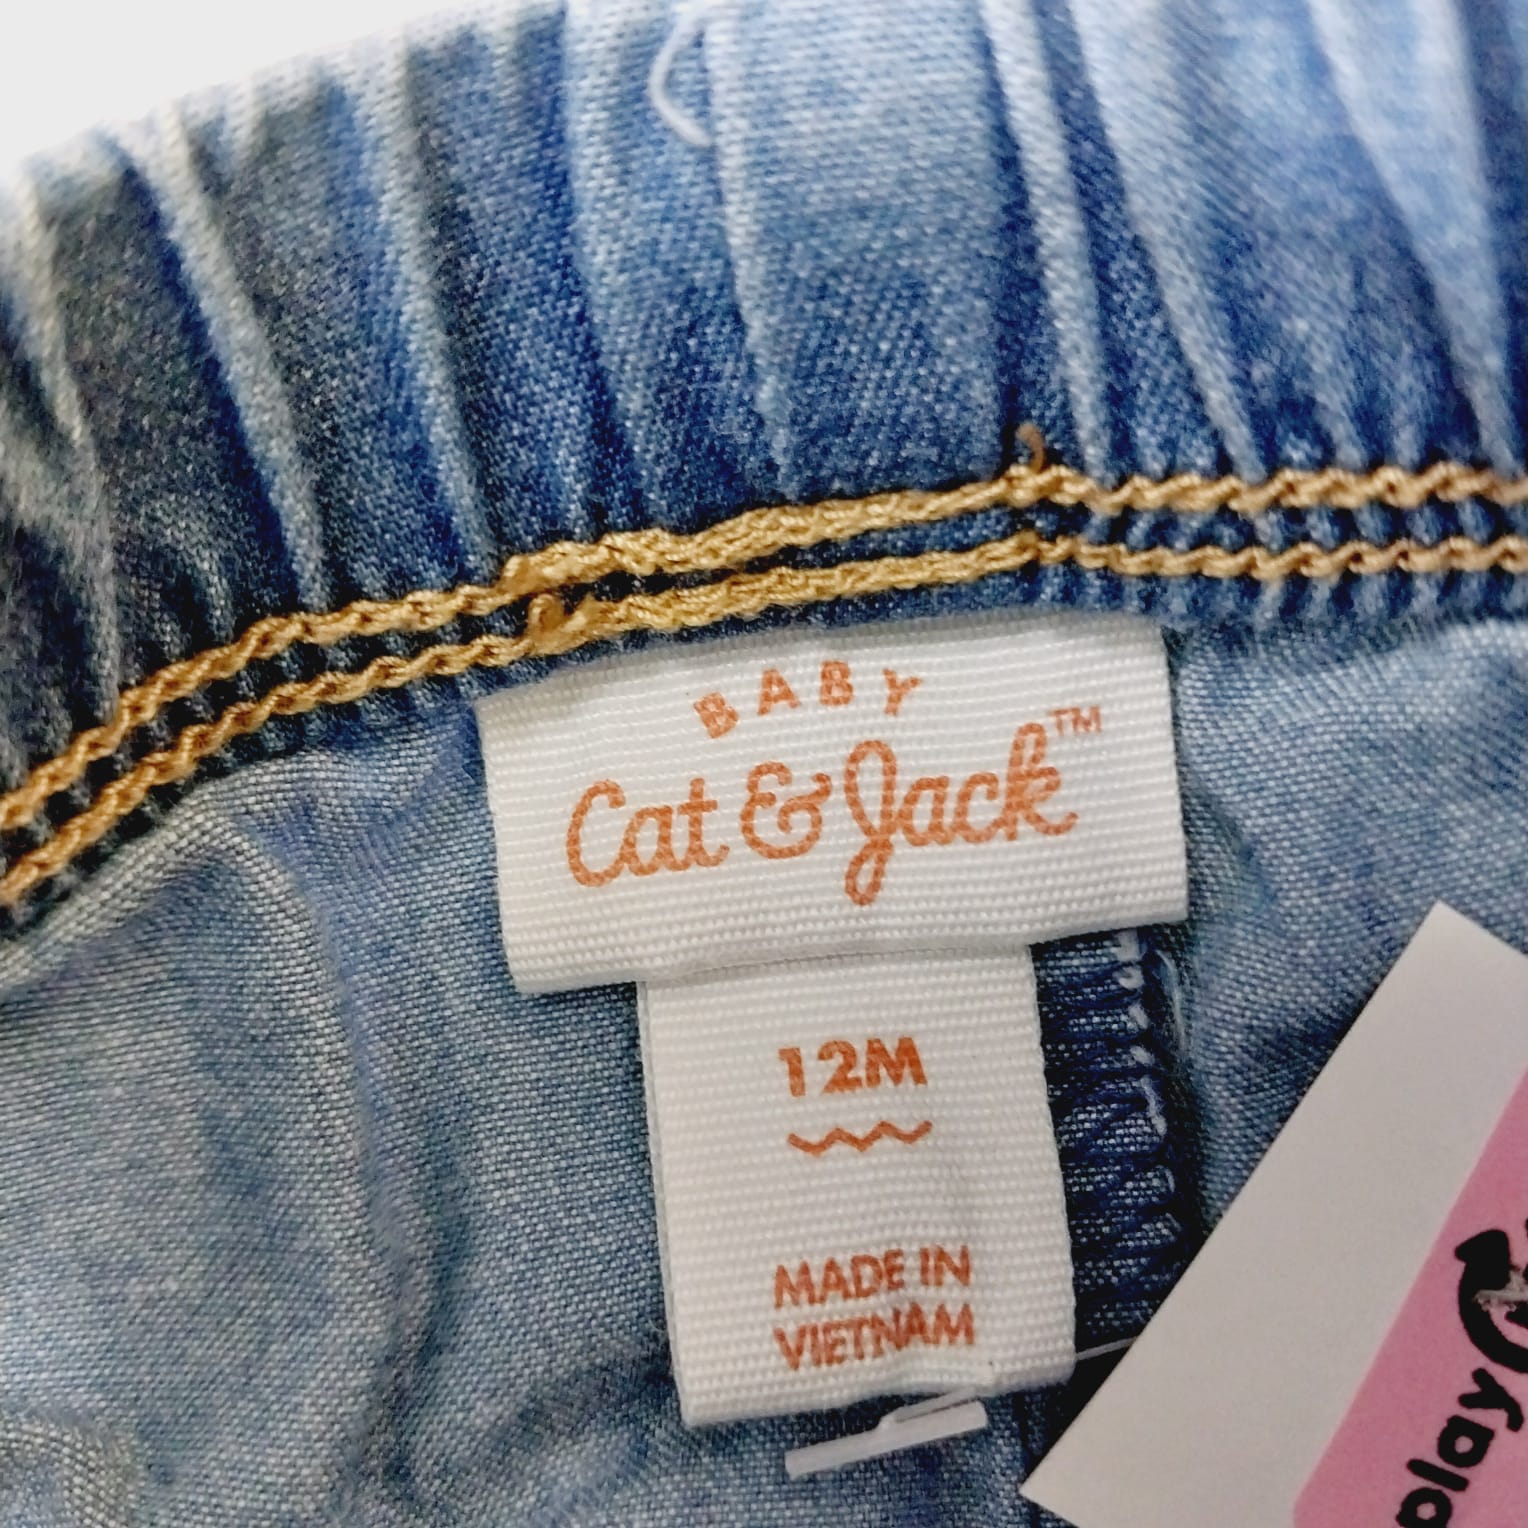 BABY
Cat & Jack™
12M
MADE IN
VIETNAM
play